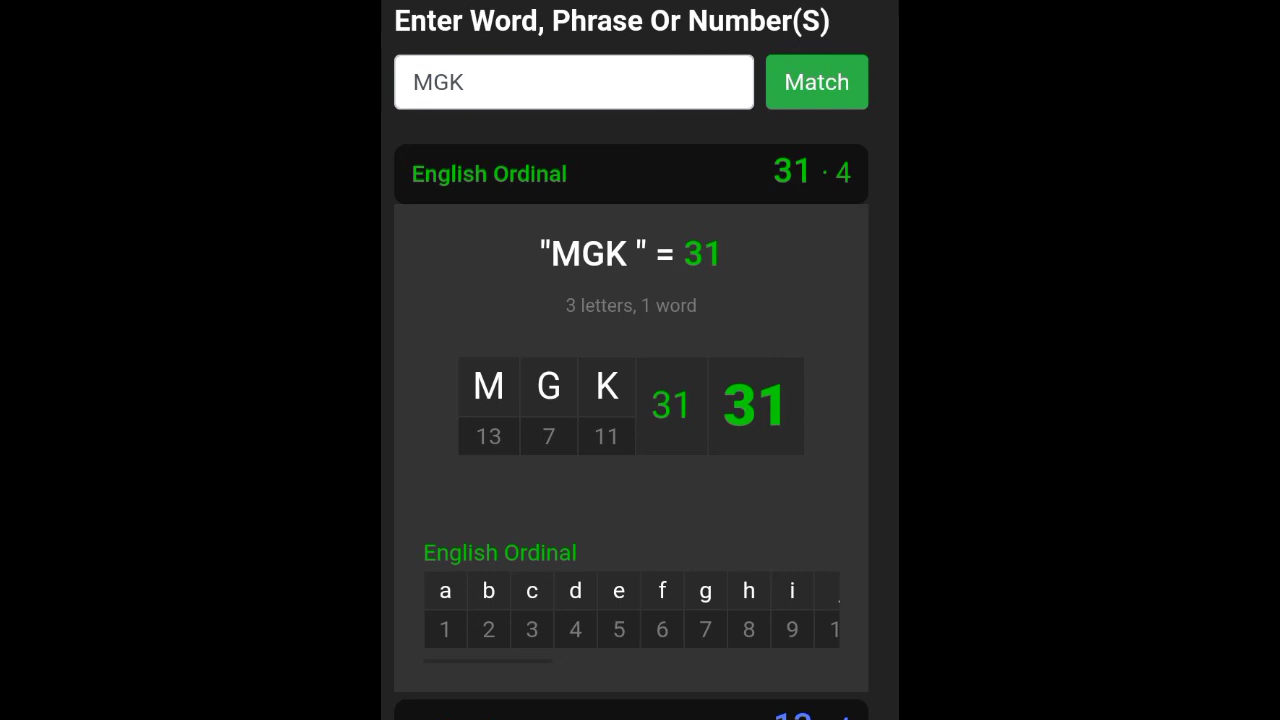 Enter Word, Phrase Or Number(S)
MGK
Match
English Ordinal 31 · 4
"MGK " = 31
3 letters, 1 word
M G K 31 31
13 7 11
English Ordinal
a b c d e f g h i
1 2 3 4 5 6 7 8 9 1